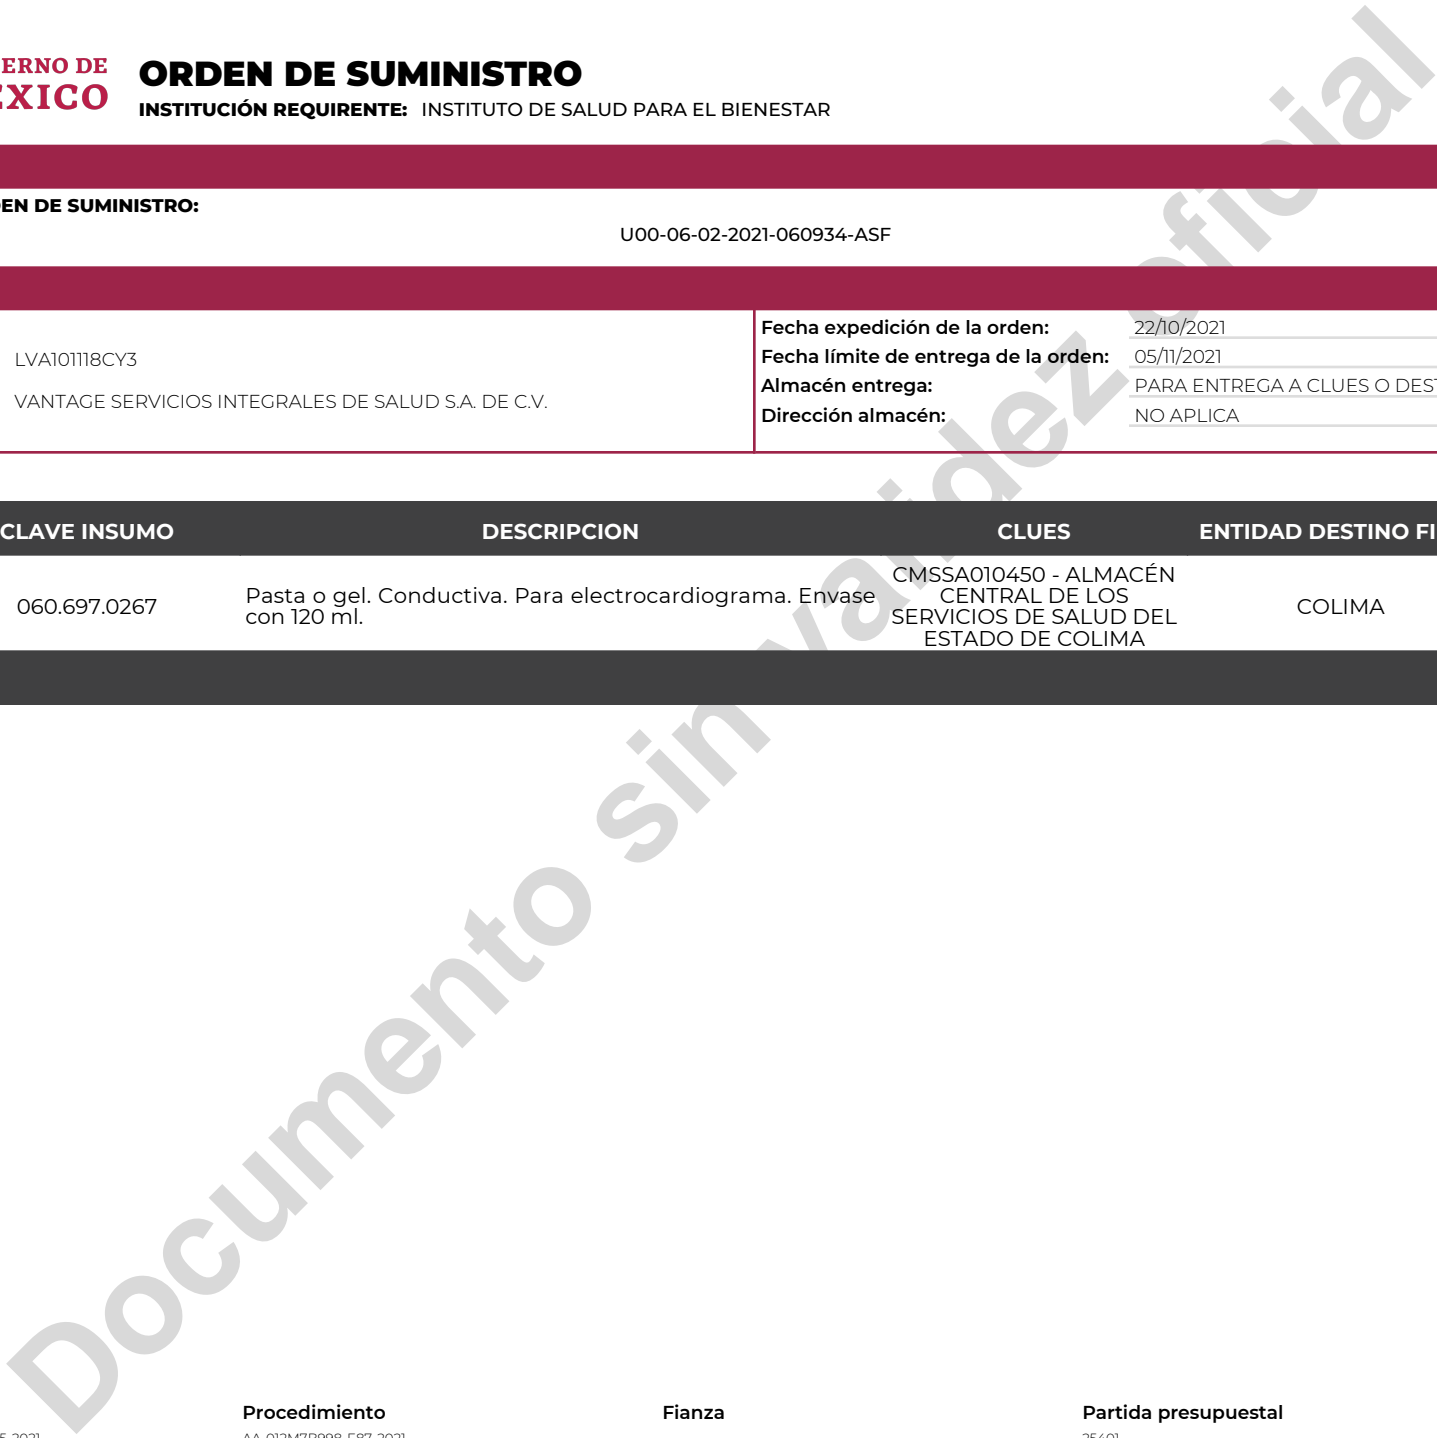 ERNO DE
EXICO
ORDEN DE SUMINISTRO
INSTITUCIÓN REQUIRENTE: INSTITUTO DE SALUD PARA EL BIENESTAR
EN DE SUMINISTRO:
U00-06-02-2021-060934-ASF
LVA101118CY3
VANTAGE SERVICIOS INTEGRALES DE SALUD S.A. DE C.V.
Fecha expedición de la orden: 22/10/2021
Fecha límite de entrega de la orden: 05/11/2021
Almacén entrega: PARA ENTREGA A CLUES O DEST
Dirección almacén: NO APLICA
CLAVE INSUMO DESCRIPCION CLUES ENTIDAD DESTINO FI
060.697.0267
Pasta o gel. Conductiva. Para electrocardiograma. Envase
con 120 ml.
CMSSA010450 - ALMACÉN
CENTRAL DE LOS
SERVICIOS DE SALUD DEL
ESTADO DE COLIMA
COLIMA
Documento sin validez oficial
Procedimiento Fianza Partida presupuestal